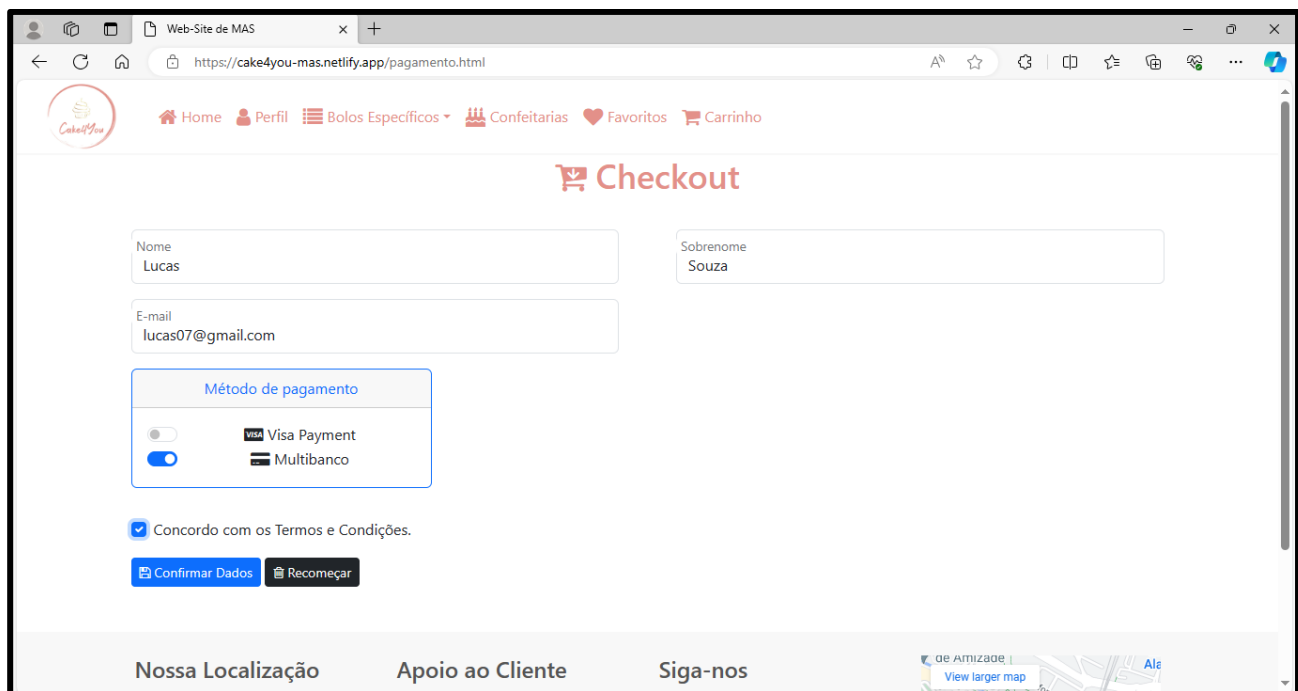 Web-Site de MAS
https://cake4you-mas.netlify.app/pagamento.html
Cake4You
Home Perfil Bolos Específicos Confeitarias Favoritos Carrinho
Checkout
Nome
Lucas
Sobrenome
Souza
E-mail
lucas07@gmail.com
Método de pagamento
VISA Visa Payment
Multibanco
Concordo com os Termos e Condições.
Confirmar Dados Recomeçar
Nossa Localização Apoio ao Cliente Siga-nos
de Amizade
View larger map
Ala